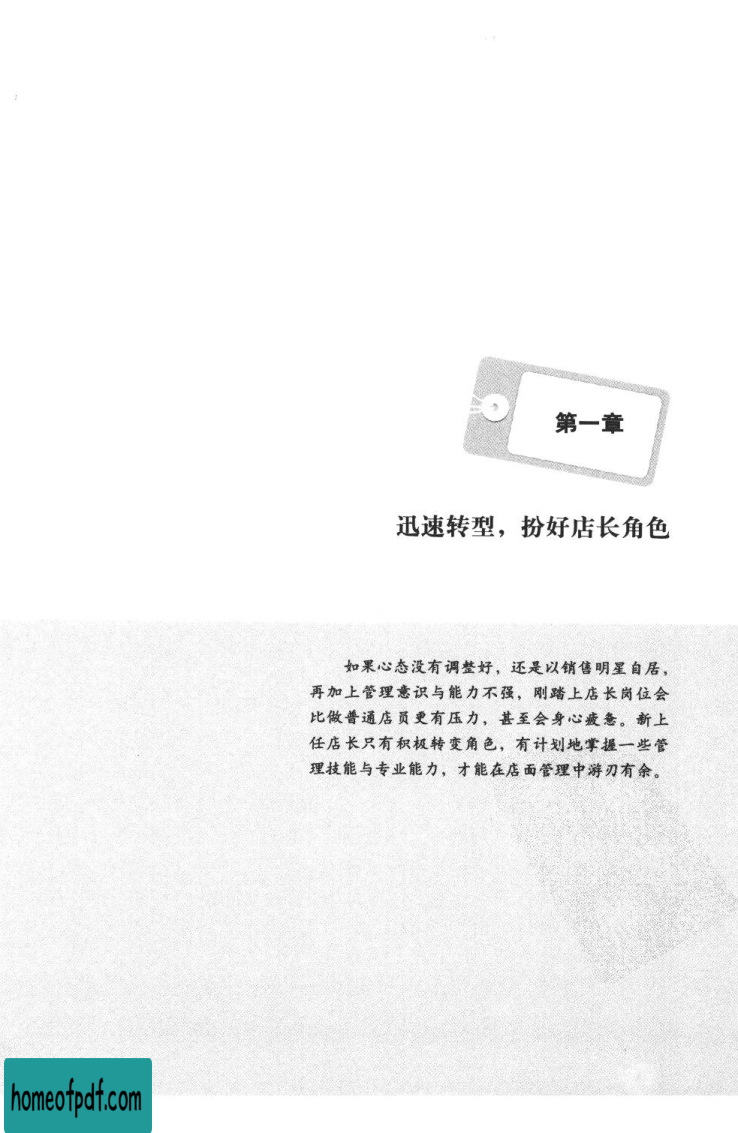 第一章
迅速转型，扮好店长角色
如果心态没有调整好，还是以销售明星自居，
再加上管理意识与能力不强，刚踏上店长岗位会
比做普通店员更有压力，甚至会身心疲惫。新上
任店长只有积极转变角色，有计划地掌握一些管
理技能与专业能力，才能在店面管理中游刃有余。
homeofpdf.com